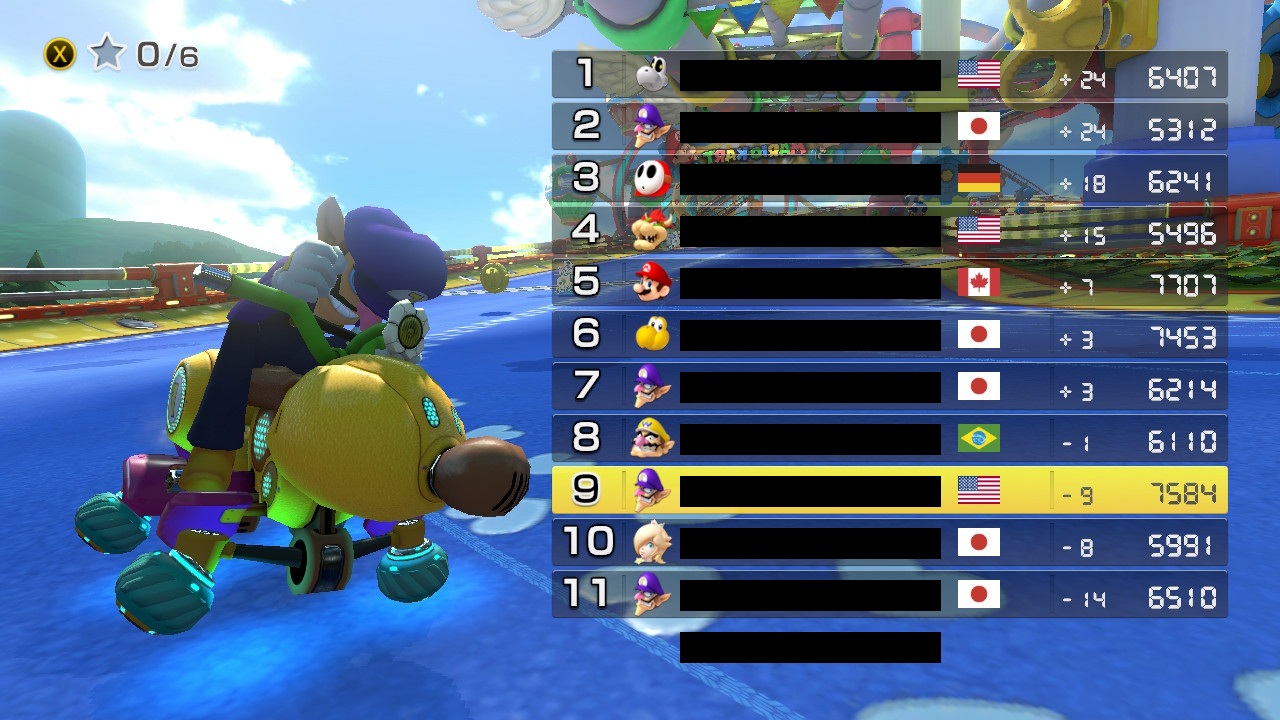 X 0/6
1 + 24 6407
2 + 24 5312
3 + 18 6241
4 + 15 5496
5 + 7 7707
6 + 3 7453
7 + 3 6214
8 - 1 6110
9 - 9 7584
10 - 8 5991
11 - 14 6510